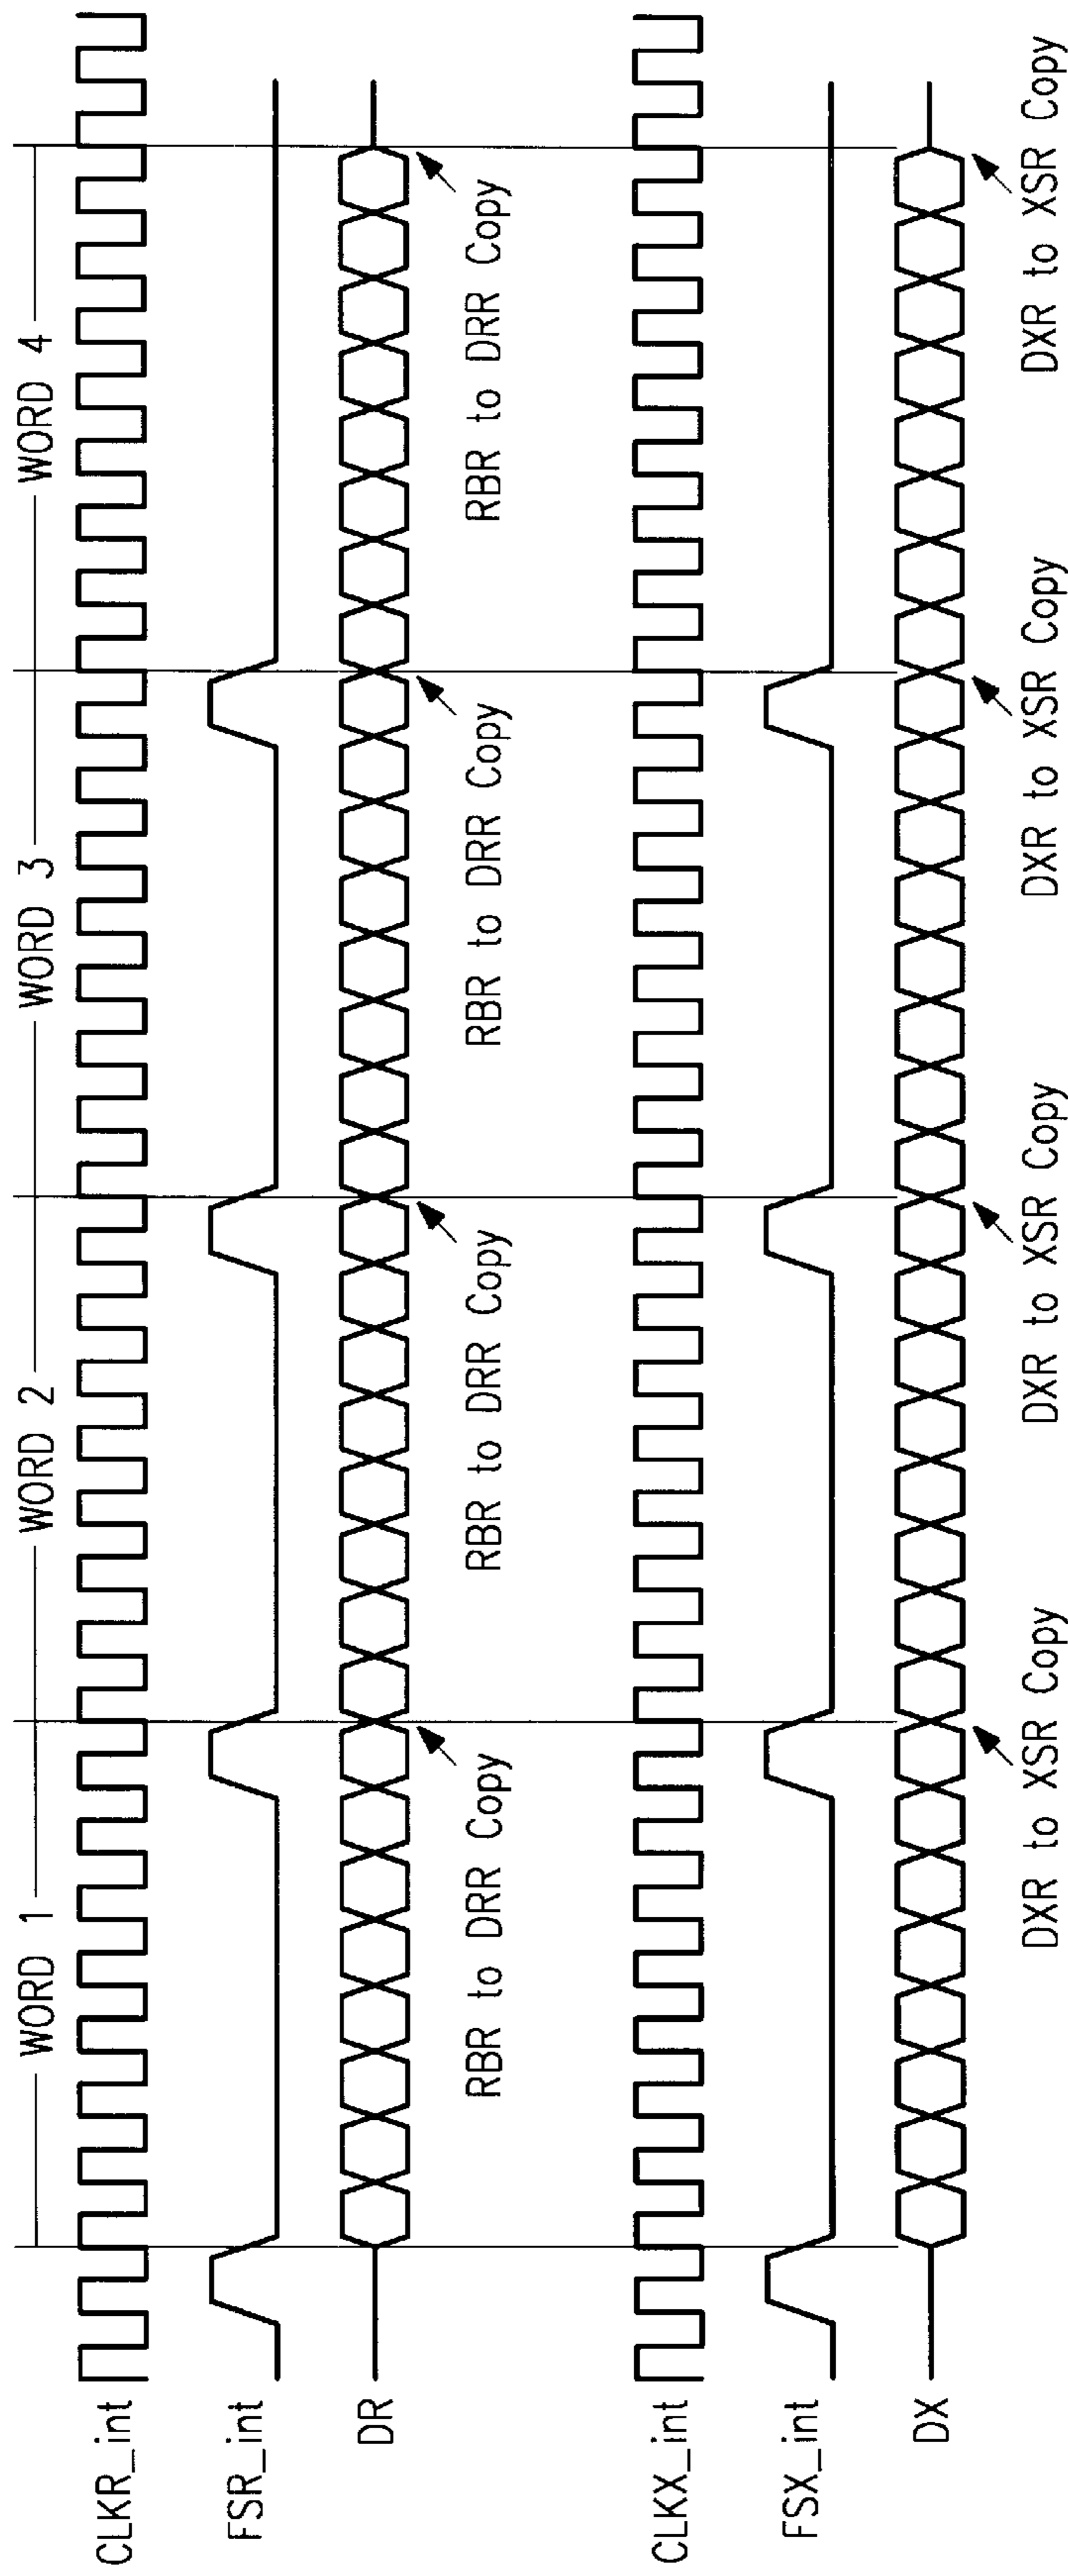 WORD 1
WORD 2
WORD 3
WORD 4
CLKR_int
FSR_int
DR
RBR to DRR Copy
RBR to DRR Copy
RBR to DRR Copy
RBR to DRR Copy
CLKX_int
FSX_int
DX
DXR to XSR Copy
DXR to XSR Copy
DXR to XSR Copy
DXR to XSR Copy